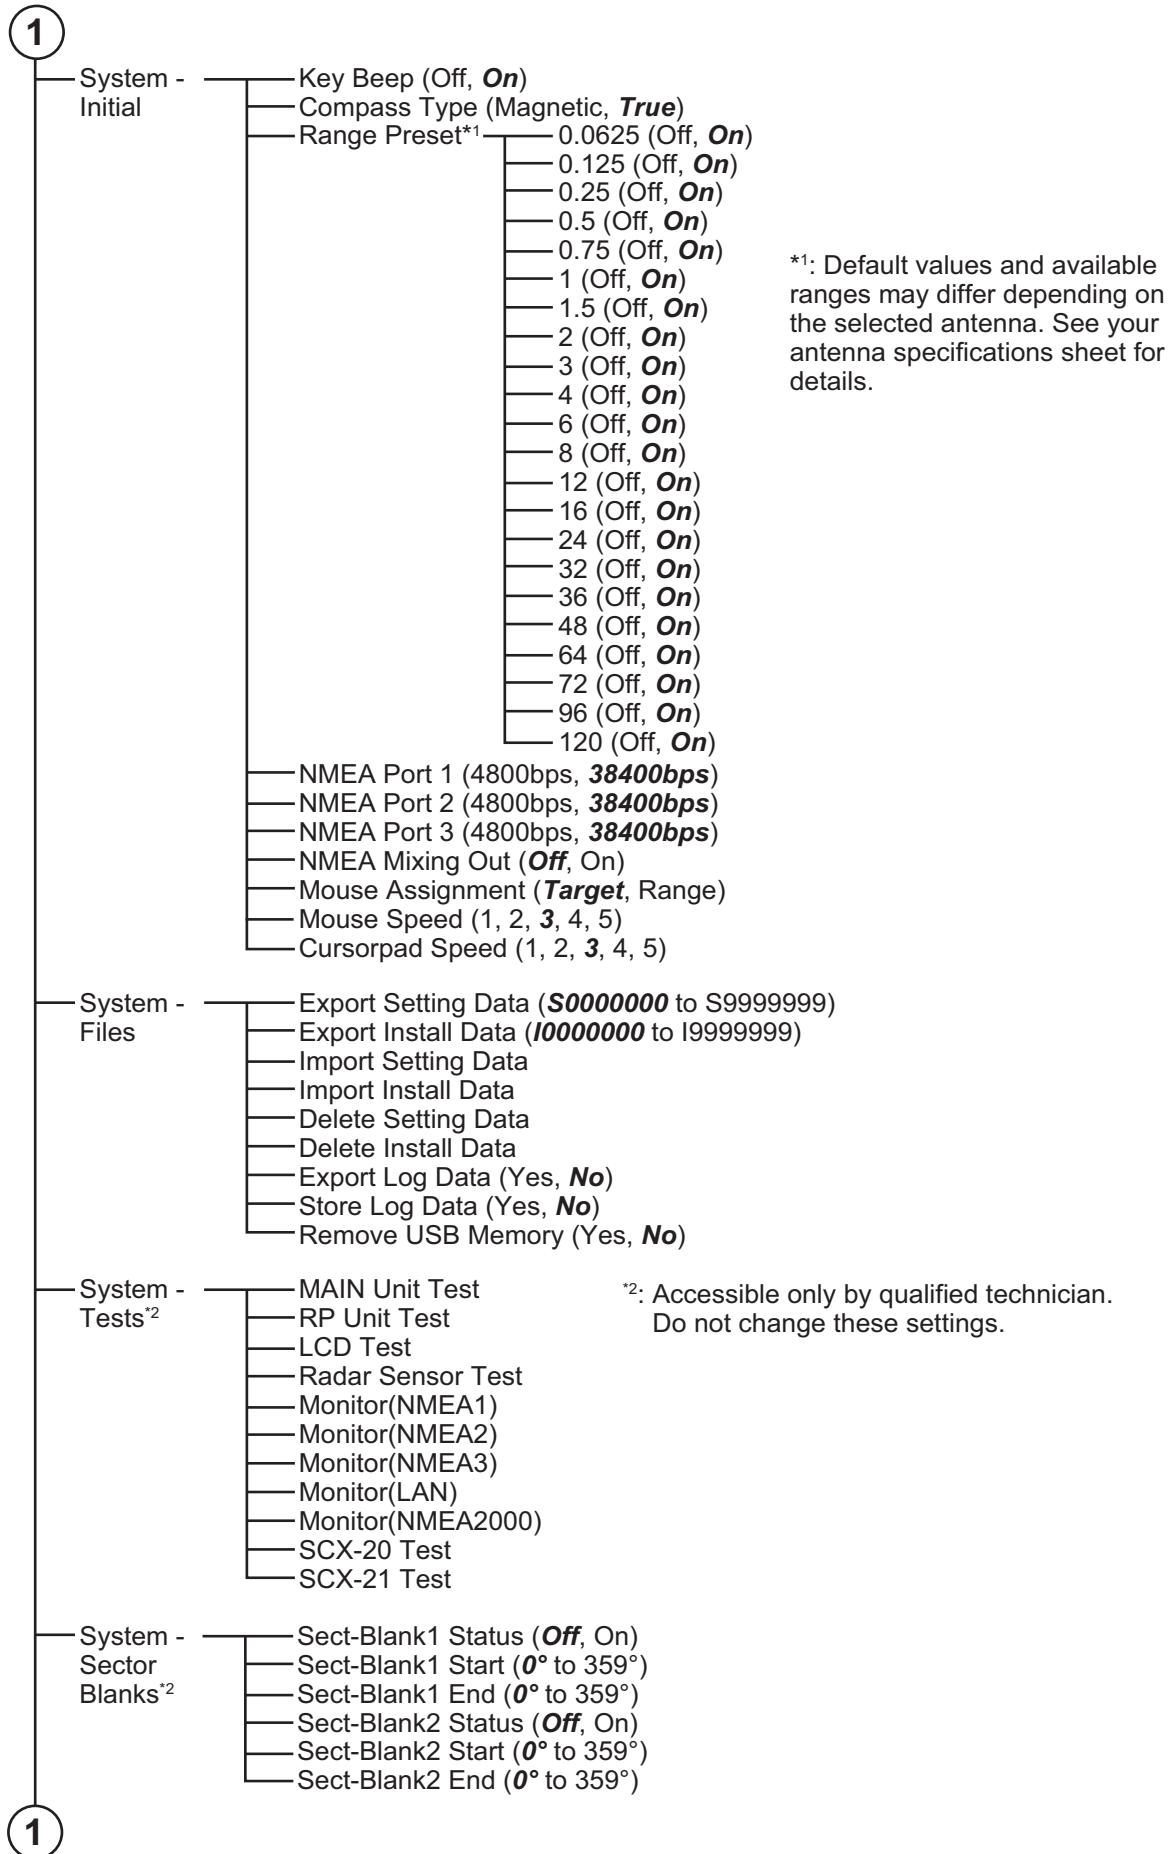 1
System - Initial
Key Beep (Off, On)
Compass Type (Magnetic, True)
Range Preset*1
0.0625 (Off, On)
0.125 (Off, On)
0.25 (Off, On)
0.5 (Off, On)
0.75 (Off, On)
1 (Off, On)
1.5 (Off, On)
2 (Off, On)
3 (Off, On)
4 (Off, On)
6 (Off, On)
8 (Off, On)
12 (Off, On)
16 (Off, On)
24 (Off, On)
32 (Off, On)
36 (Off, On)
48 (Off, On)
64 (Off, On)
72 (Off, On)
96 (Off, On)
120 (Off, On)
*1: Default values and available
ranges may differ depending on
the selected antenna. See your
antenna specifications sheet for
details.
NMEA Port 1 (4800bps, 38400bps)
NMEA Port 2 (4800bps, 38400bps)
NMEA Port 3 (4800bps, 38400bps)
NMEA Mixing Out (Off, On)
Mouse Assignment (Target, Range)
Mouse Speed (1, 2, 3, 4, 5)
Cursorpad Speed (1, 2, 3, 4, 5)
System -
Files
Export Setting Data (S0000000 to S9999999)
Export Install Data (I0000000 to I9999999)
Import Setting Data
Import Install Data
Delete Setting Data
Delete Install Data
Export Log Data (Yes, No)
Store Log Data (Yes, No)
Remove USB Memory (Yes, No)
System -
Tests*2
MAIN Unit Test
RP Unit Test
LCD Test
Radar Sensor Test
Monitor(NMEA1)
Monitor(NMEA2)
Monitor(NMEA3)
Monitor(LAN)
Monitor(NMEA2000)
SCX-20 Test
SCX-21 Test
*2: Accessible only by qualified technician.
Do not change these settings.
System -
Sector
Blanks*2
Sect-Blank1 Status (Off, On)
Sect-Blank1 Start (0° to 359°)
Sect-Blank1 End (0° to 359°)
Sect-Blank2 Status (Off, On)
Sect-Blank2 Start (0° to 359°)
Sect-Blank2 End (0° to 359°)
1